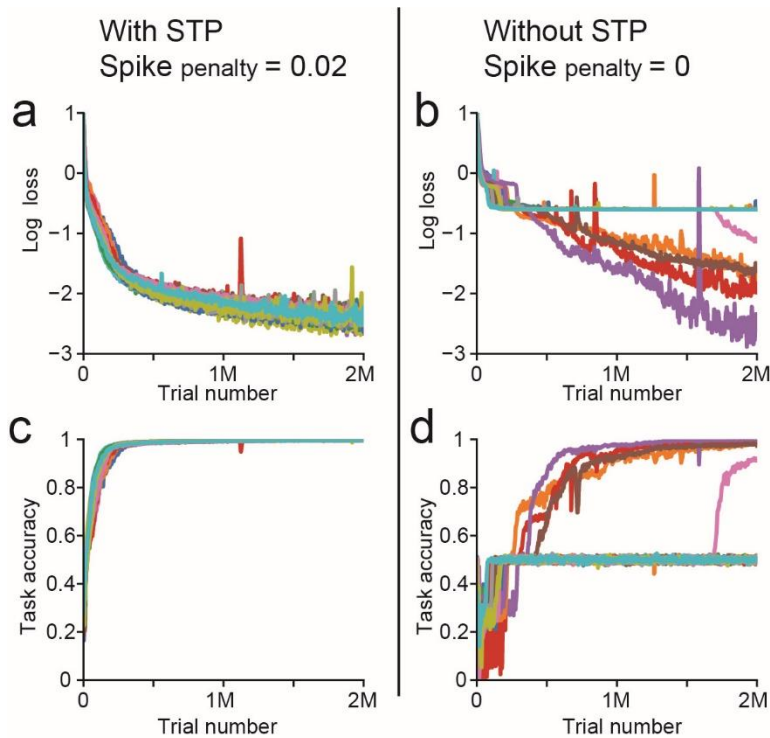 With STP
Spike penalty = 0.02
Without STP
Spike penalty = 0
a
1
0
−1
−2
−3
Log loss
0
1M
2M
Trial number
b
1
0
−1
−2
−3
Log loss
0
1M
2M
Trial number
c
1
0.8
0.6
0.4
0.2
0
Task accuracy
0
1M
2M
Trial number
d
1
0.8
0.6
0.4
0.2
0
Task accuracy
0
1M
2M
Trial number